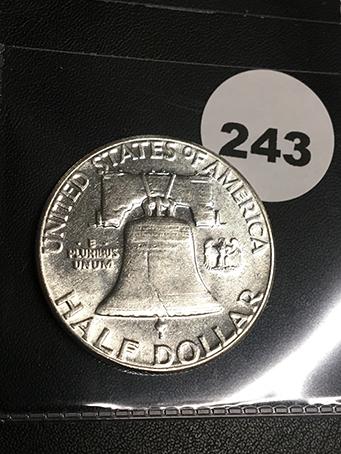 243
UNITED STATES OF AMERICA
E
PLURIBUS
UNUM
HALF DOLLAR